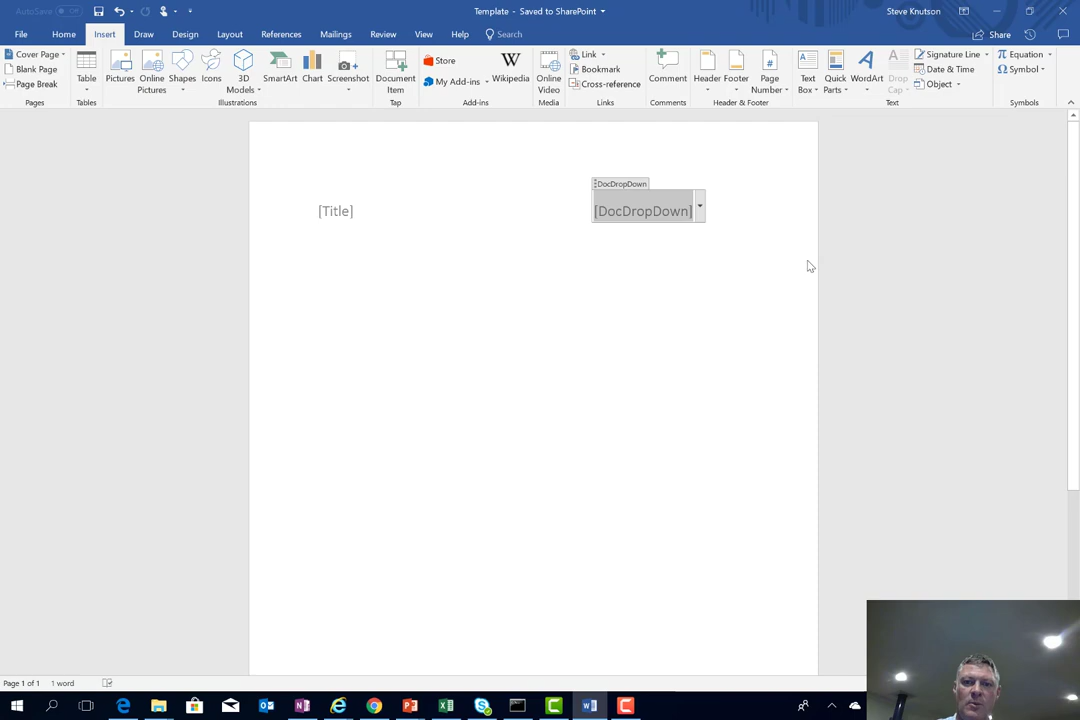 AutoSave Off
Template - Saved to SharePoint
Steve Knutson
File Home Insert Draw Design Layout References Mailings Review View Help Search
Share
Cover Page
Blank Page
Page Break
Pages
Table
Tables
Pictures
Online Pictures
Shapes
Icons
3D Models
SmartArt
Chart
Screenshot
Illustrations
Document Item
Tap
Store
My Add-ins
Wikipedia
Add-ins
Online Video
Media
Link
Bookmark
Cross-reference
Links
Comment
Comments
Header
Footer
Page Number
Header & Footer
Text Box
Quick Parts
WordArt
Drop Cap
Signature Line
Date & Time
Object
Text
Equation
Symbol
Symbols
DocDropDown
[Title]
[DocDropDown]
Page 1 of 1
1 word